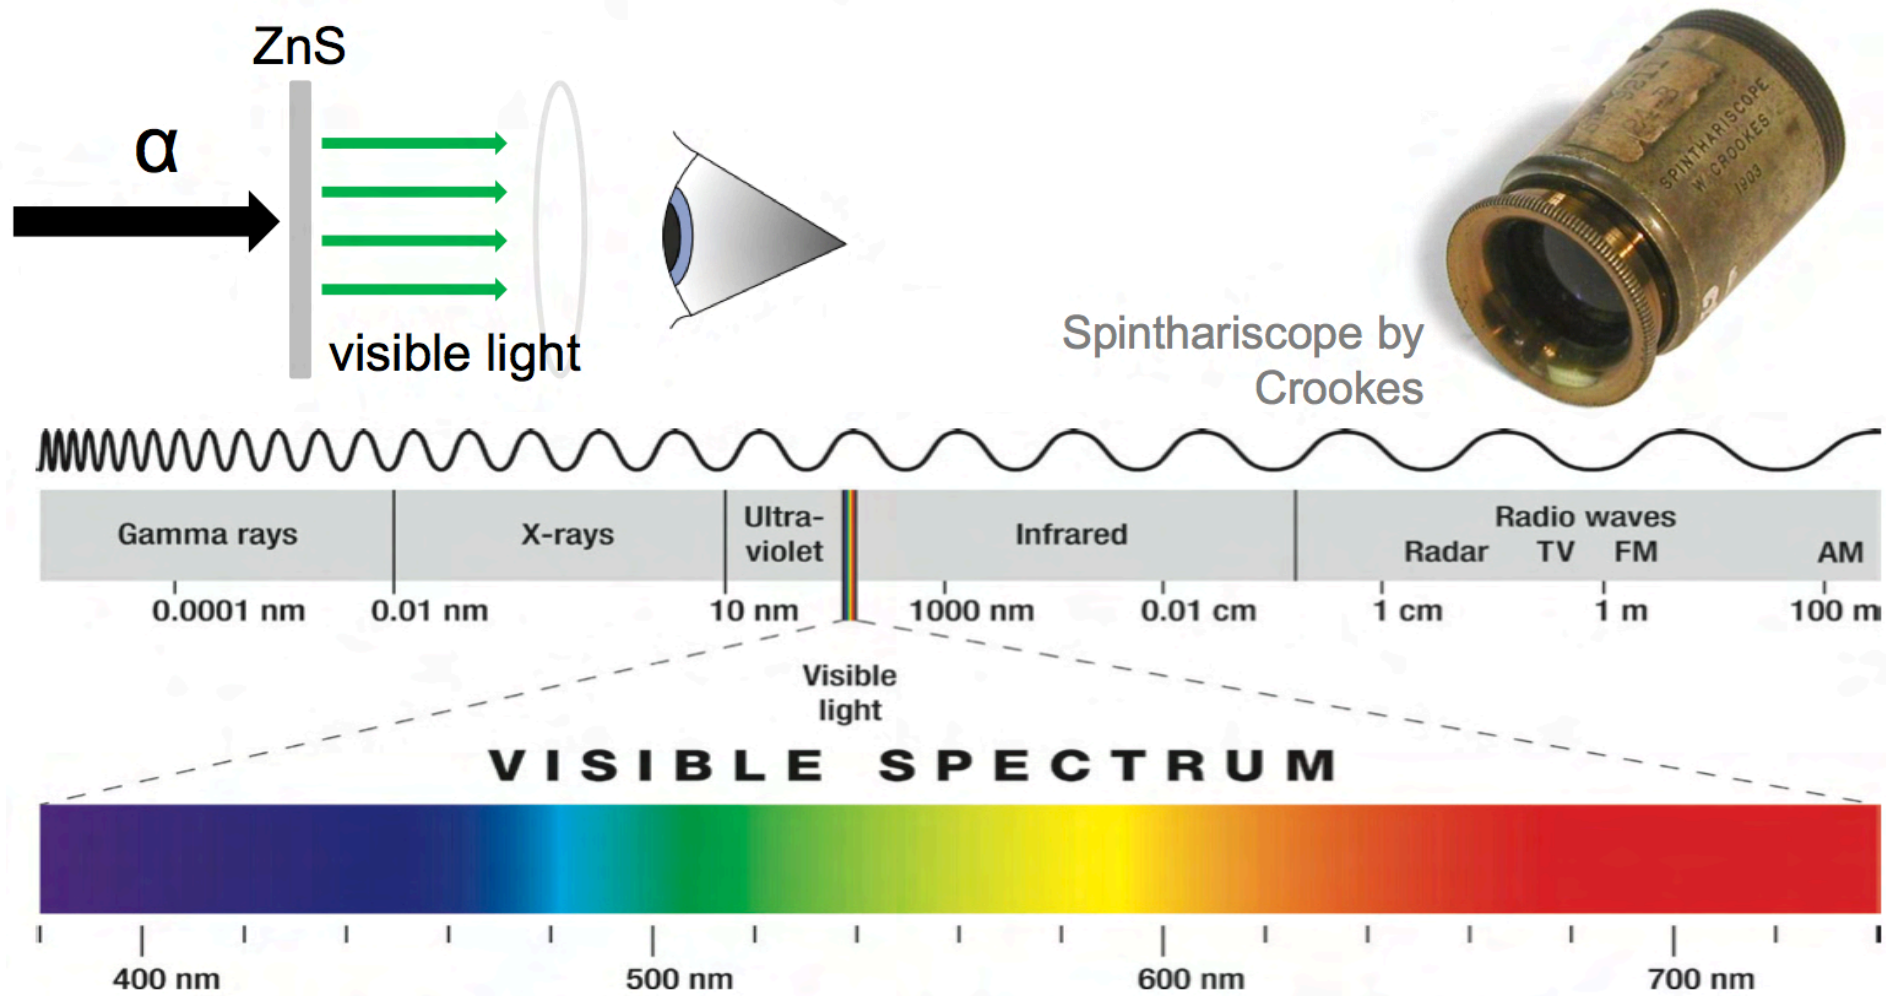 ZnS
α
visible light
SPINTHARISCOPE
W. CROOKES
1903
Spinthariscope by
Crookes
Gamma rays
X-rays
Ultra-
violet
Infrared
Radio waves
Radar TV FM AM
0.0001 nm 0.01 nm 10 nm 1000 nm 0.01 cm 1 cm 1 m 100 m
Visible
light
VISIBLE SPECTRUM
400 nm 500 nm 600 nm 700 nm